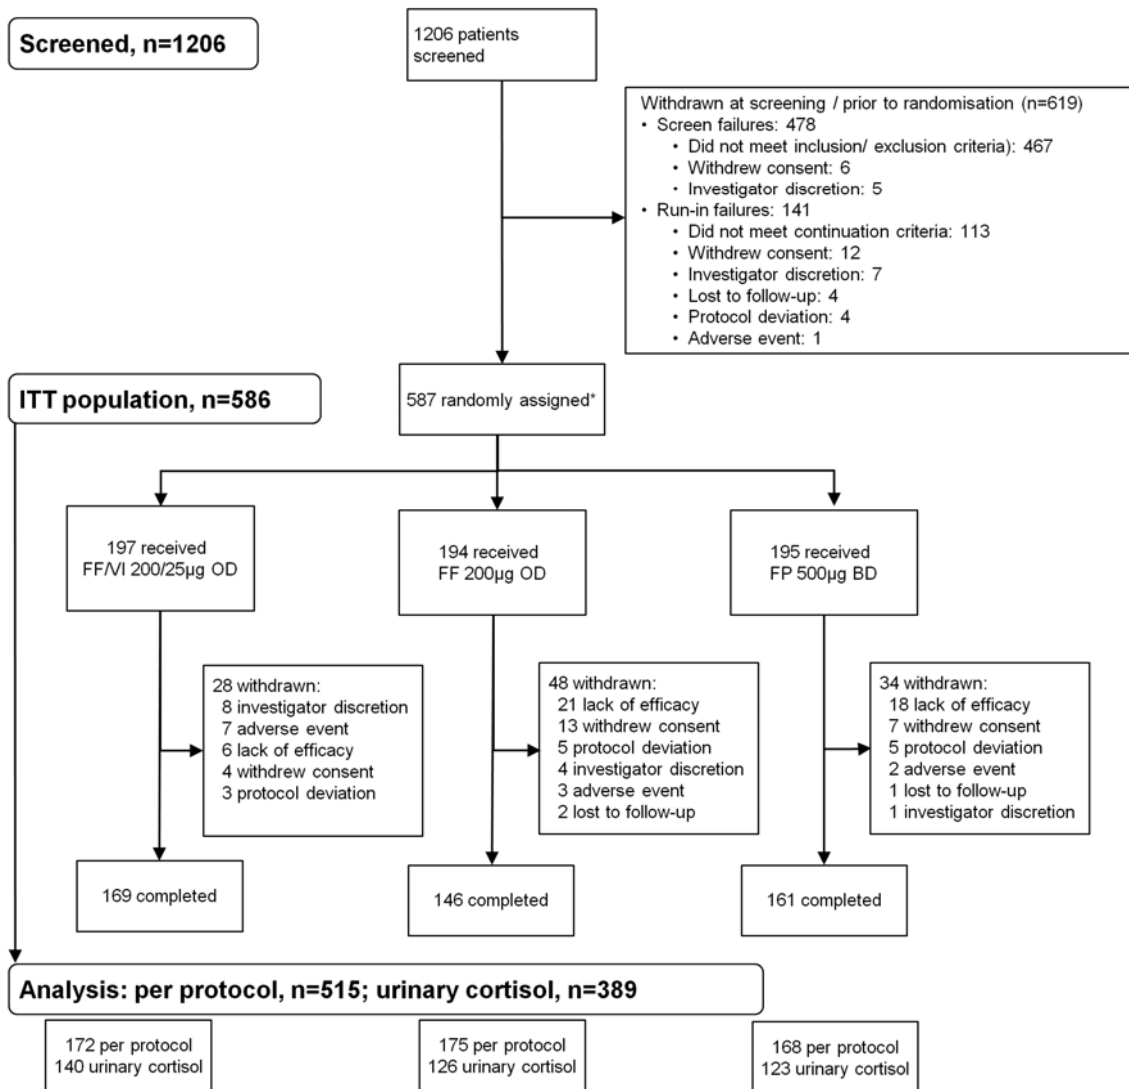 Screened, n=1206
1206 patients
screened
Withdrawn at screening / prior to randomisation (n=619)
• Screen failures: 478
• Did not meet inclusion/ exclusion criteria): 467
• Withdrew consent: 6
• Investigator discretion: 5
• Run-in failures: 141
• Did not meet continuation criteria: 113
• Withdrew consent: 12
• Investigator discretion: 7
• Lost to follow-up: 4
• Protocol deviation: 4
• Adverse event: 1
ITT population, n=586
587 randomly assigned*
197 received
FF/VI 200/25µg OD
194 received
FF 200µg OD
195 received
FP 500µg BD
28 withdrawn:
8 investigator discretion
7 adverse event
6 lack of efficacy
4 withdrew consent
3 protocol deviation
48 withdrawn:
21 lack of efficacy
13 withdrew consent
5 protocol deviation
4 investigator discretion
3 adverse event
2 lost to follow-up
34 withdrawn:
18 lack of efficacy
7 withdrew consent
5 protocol deviation
2 adverse event
1 lost to follow-up
1 investigator discretion
169 completed
146 completed
161 completed
Analysis: per protocol, n=515; urinary cortisol, n=389
172 per protocol
140 urinary cortisol
175 per protocol
126 urinary cortisol
168 per protocol
123 urinary cortisol